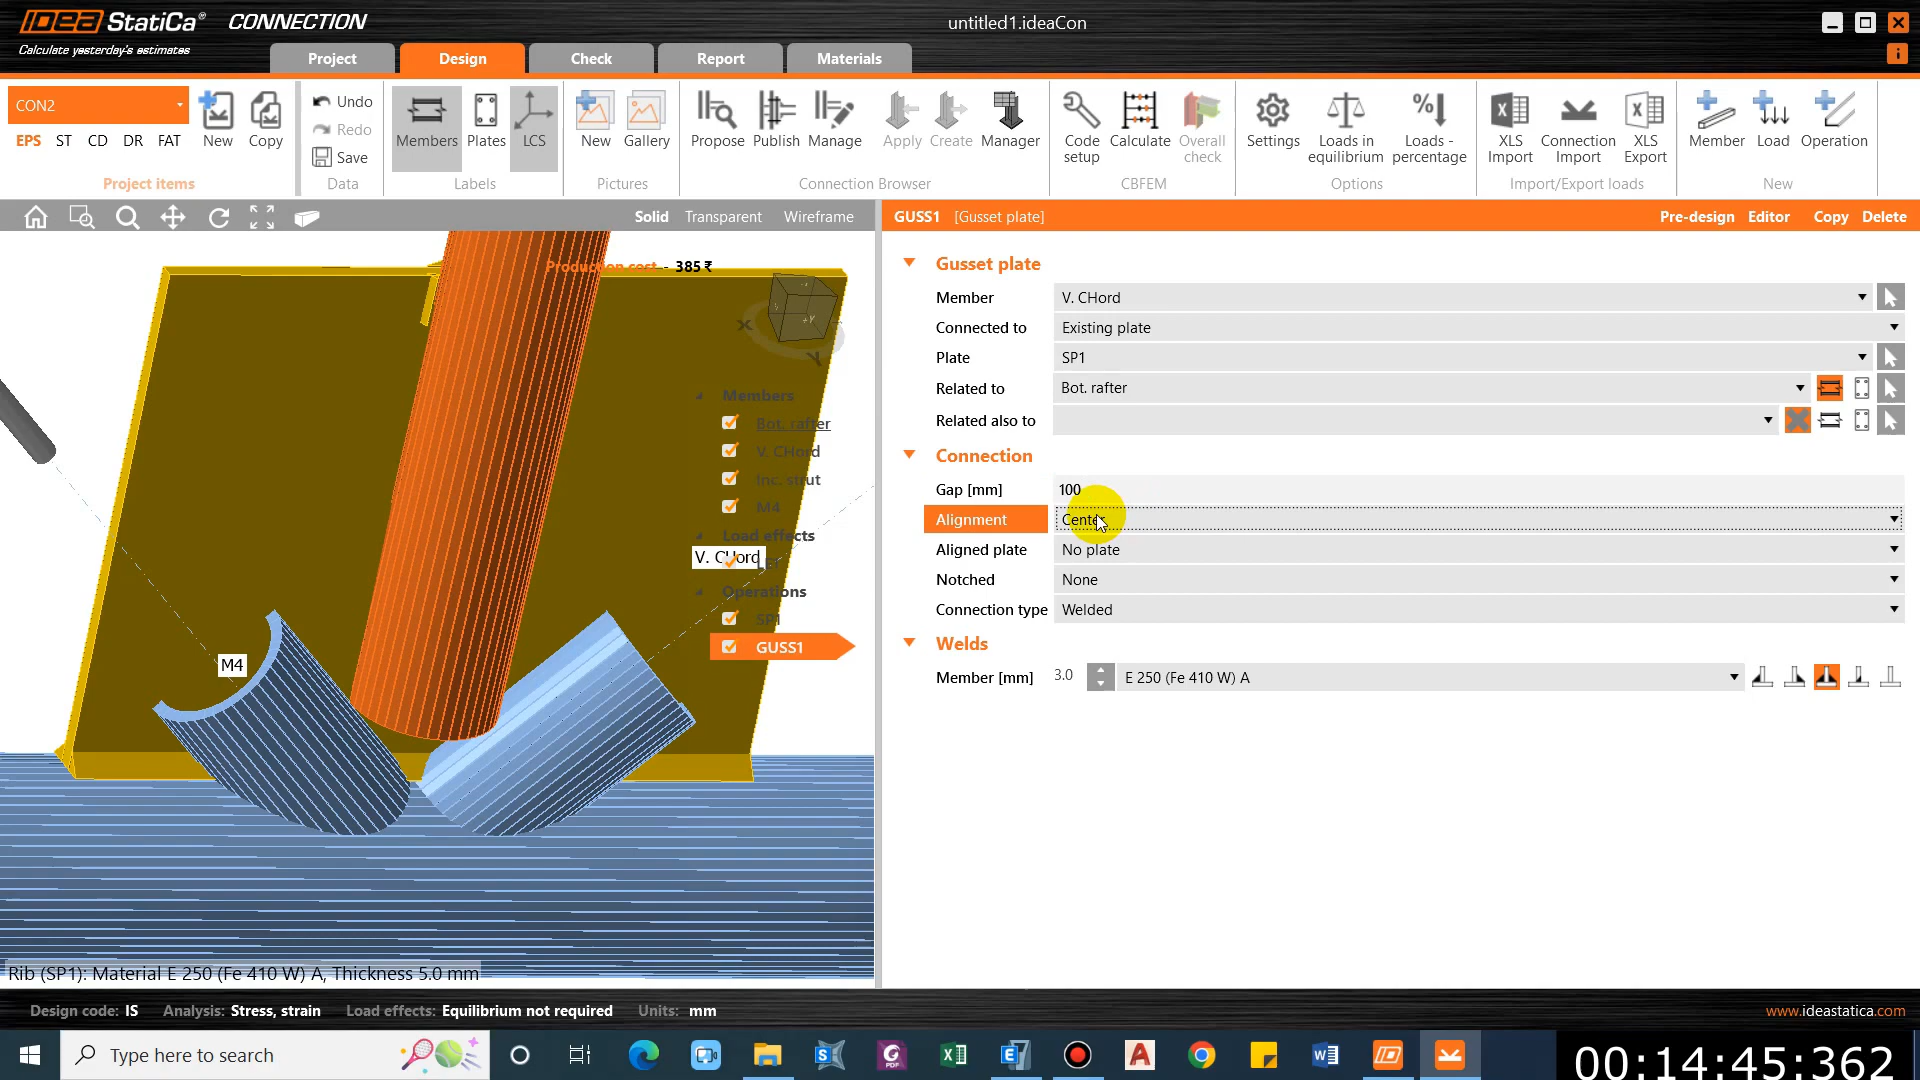 IDEA StatiCa® CONNECTION
Calculate yesterday's estimates
untitled1.ideaCon
Project Design Check Report Materials
CON2
EPS ST CD DR FAT
New Copy
Project items
Undo
Redo
Save
Data
Members Plates LCS
Labels
New Gallery
Pictures
Propose Publish Manage Apply Create Manager
Connection Browser
Code setup Calculate Overall check
CBFEM
Settings Loads in equilibrium Loads - percentage
Options
XLS Import Connection Import XLS Export
Import/Export loads
Member Load Operation
New
Solid Transparent Wireframe
Production cost - 385 ₹
Members
Bot. rafter
V. CHord
Inc. strut
M4
Load effects
V. CHord
Operations
SP1
GUSS1
M4
Rib (SP1): Material E 250 (Fe 410 W) A, Thickness 5.0 mm
GUSS1 [Gusset plate] Pre-design Editor Copy Delete
Gusset plate
Member V. CHord
Connected to Existing plate
Plate SP1
Related to Bot. rafter
Related also to
Connection
Gap [mm] 100
Alignment Center
Aligned plate No plate
Notched None
Connection type Welded
Welds
Member [mm] 3.0 E 250 (Fe 410 W) A
Design code: IS Analysis: Stress, strain Load effects: Equilibrium not required Units: mm
www.ideastatica.com
Type here to search
00:14:45:362